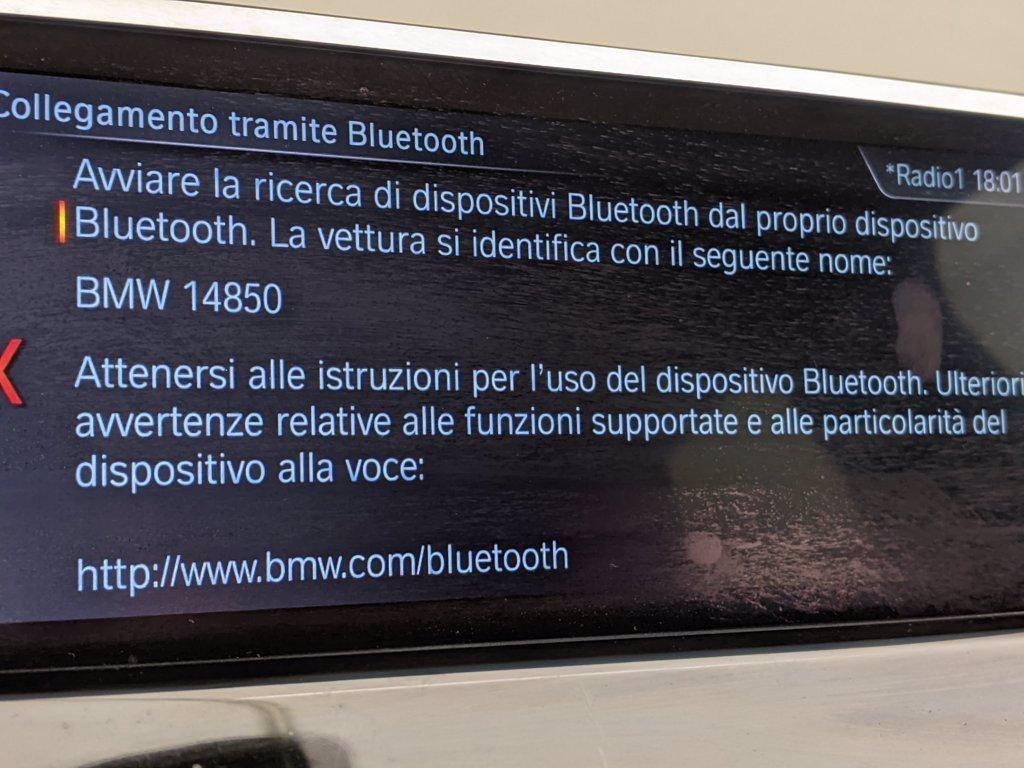 Collegamento tramite Bluetooth
*Radio1 18:01
Avviare la ricerca di dispositivi Bluetooth dal proprio dispositivo
Bluetooth. La vettura si identifica con il seguente nome:
BMW 14850
Attenersi alle istruzioni per l'uso del dispositivo Bluetooth. Ulteriori
avvertenze relative alle funzioni supportate e alle particolarità del
dispositivo alla voce:
http://www.bmw.com/bluetooth